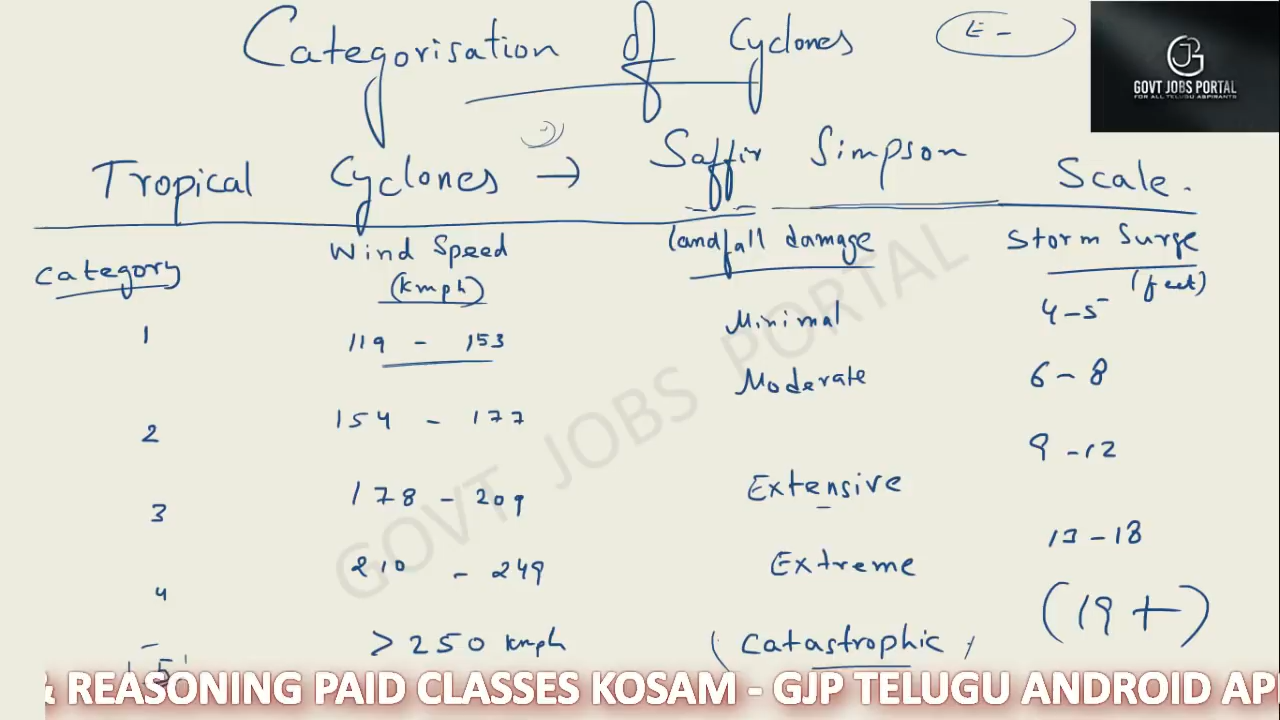 Categorisation of Cyclones E -
GOVT JOBS PORTAL
FOR ALL TELUGU ASPIRANTS
Tropical Cyclones → Saffir Simpson Scale.
Category Wind Speed (kmph) landfall damage Storm Surge (feet)
1 119 - 153 Minimal 4-5
2 154 - 177 Moderate 6-8
3 178 - 209 Extensive 9-12
4 210 - 249 Extreme 13-18
5 >250 kmph (Catastrophic) (19+)
GOVT JOBS PORTAL
& REASONING PAID CLASSES KOSAM - GJP TELUGU ANDROID AP